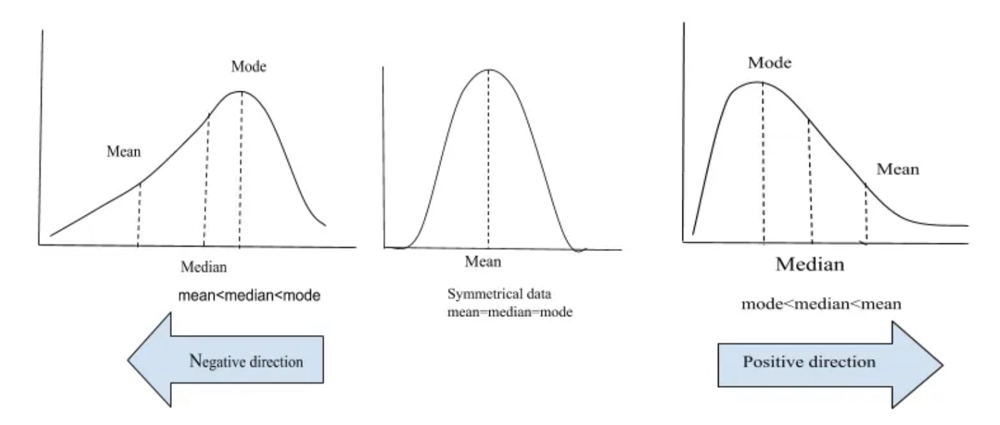 Mode
Mean
Median
mean<median<mode
Negative direction
Mean
Symmetrical data
mean=median=mode
Mode
Mean
Median
mode<median<mean
Positive direction